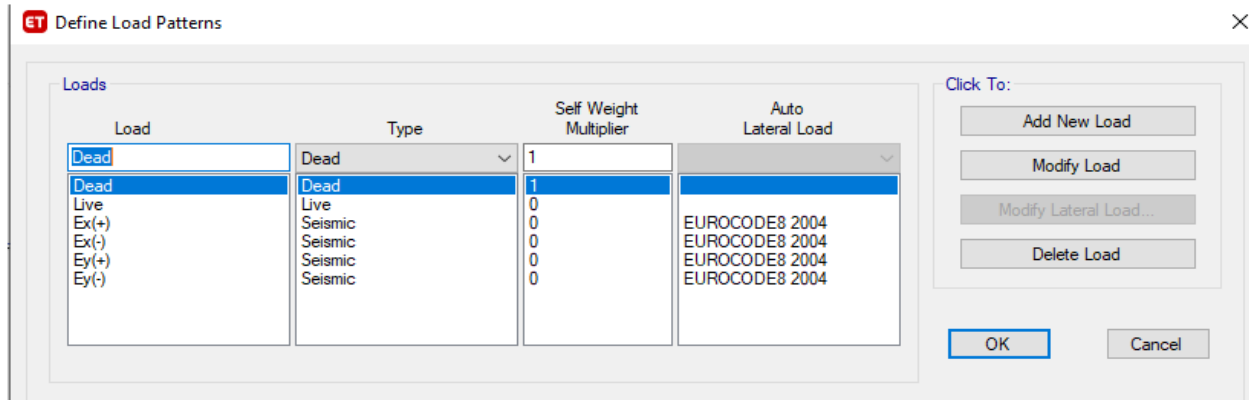 ET Define Load Patterns
Loads
Click To:
Load Type Self Weight Multiplier Auto Lateral Load
Dead Dead 1
Dead Dead 1
Live Live 0
Ex(+) Seismic 0 EUROCODE8 2004
Ex(-) Seismic 0 EUROCODE8 2004
Ey(+) Seismic 0 EUROCODE8 2004
Ey(-) Seismic 0 EUROCODE8 2004
Add New Load
Modify Load
Modify Lateral Load...
Delete Load
OK Cancel